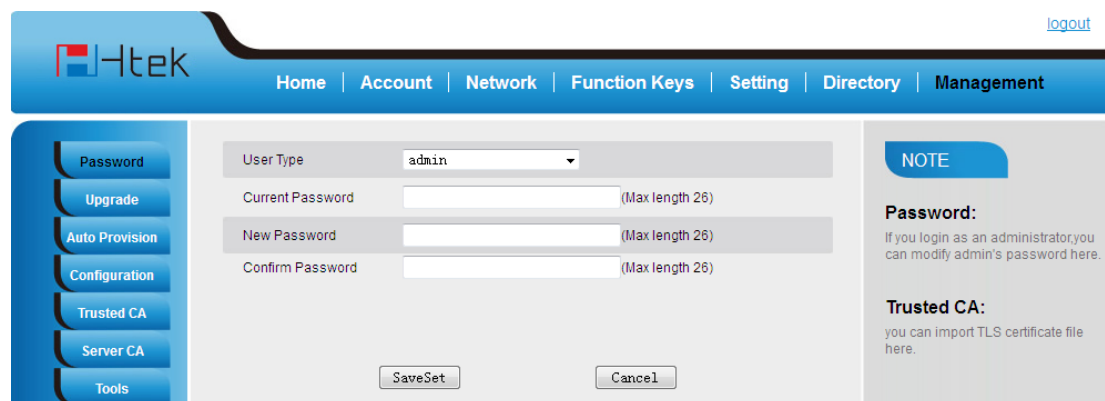 logout
Htek
Home Account Network Function Keys Setting Directory Management
Password
Upgrade
Auto Provision
Configuration
Trusted CA
Server CA
Tools
User Type admin
Current Password (Max length 26)
New Password (Max length 26)
Confirm Password (Max length 26)
SaveSet Cancel
NOTE
Password:
If you login as an administrator,you
can modify admin's password here.
Trusted CA:
you can import TLS certificate file
here.